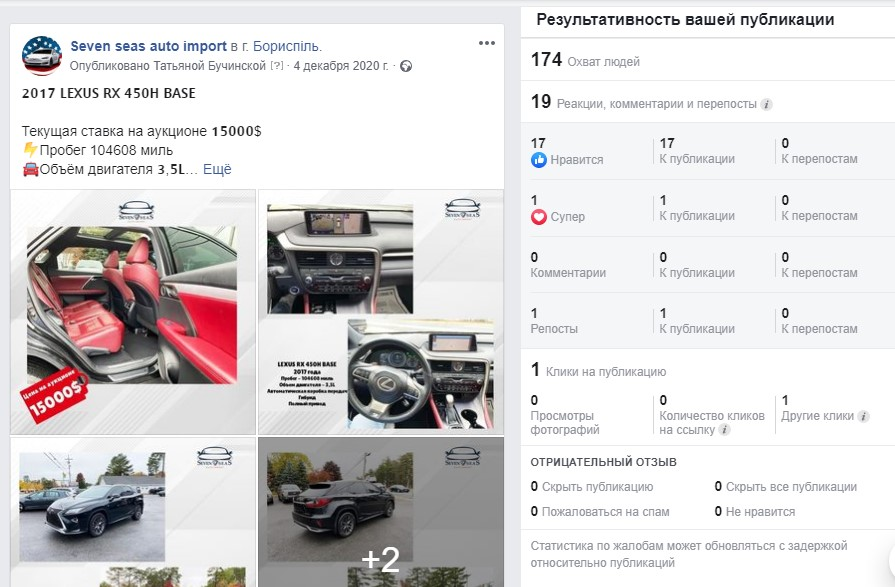 Seven seas auto import в г. Бориспіль.
Опубликовано Татьяной Бучинской [?] · 4 декабря 2020 г. ·
2017 LEXUS RX 450H BASE
Текущая ставка на аукционе 15000$
⚡Пробег 104608 миль
🚘Объём двигателя 3,5L... Ещё
SEVEN SEAS
Цена на аукционе
15000$
SEVEN SEAS
LEXUS RX 450H BASE
2017 года
Пробег - 104608 миль
Объем двигателя - 3,5L
Автоматическая коробка передач
Гибрид
Полный привод
SEVEN SEAS
SEVEN SEAS
+2
Результативность вашей публикации
174 Охват людей
19 Реакции, комментарии и перепосты
17 17 0
Нравится К публикации К перепостам
1 1 0
Супер К публикации К перепостам
0 0 0
Комментарии К публикации К перепостам
1 1 0
Репосты К публикации К перепостам
1 Клики на публикацию
0 0 1
Просмотры Количество кликов Другие клики
фотографий на ссылку
ОТРИЦАТЕЛЬНЫЙ ОТЗЫВ
0 Скрыть публикацию 0 Скрыть все публикации
0 Пожаловаться на спам 0 Не нравится
Статистика по жалобам может обновляться с задержкой
относительно публикаций